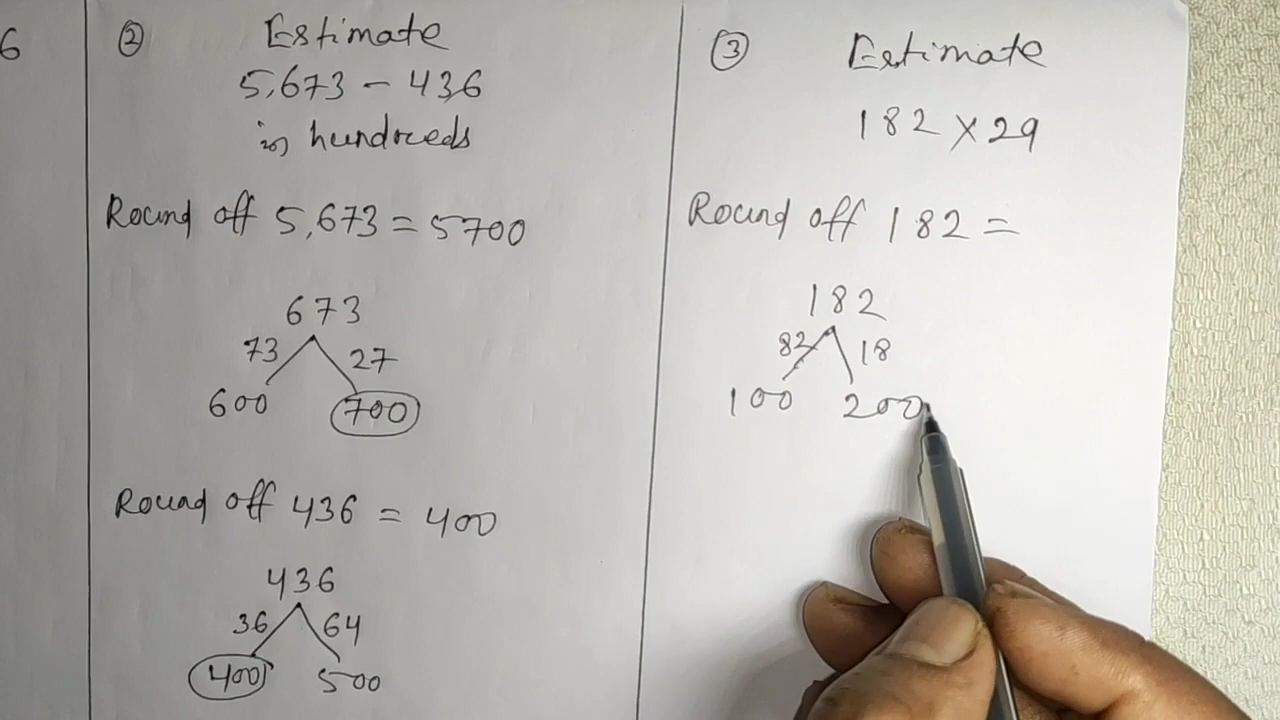 6
② Estimate
5,673 - 436
in hundreds
Round off 5,673 = 5700
673
73 27
600 700
Round off 436 = 400
436
36 64
400 500
③ Estimate
182 × 29
Round off 182 =
182
82 18
100 200